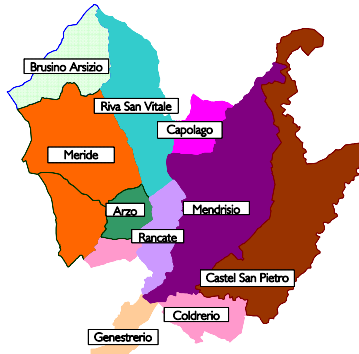 Brusino Arsizio
Riva San Vitale
Capolago
Meride
Arzo
Mendrisio
Rancate
Castel San Pietro
Coldrerio
Genestrerio